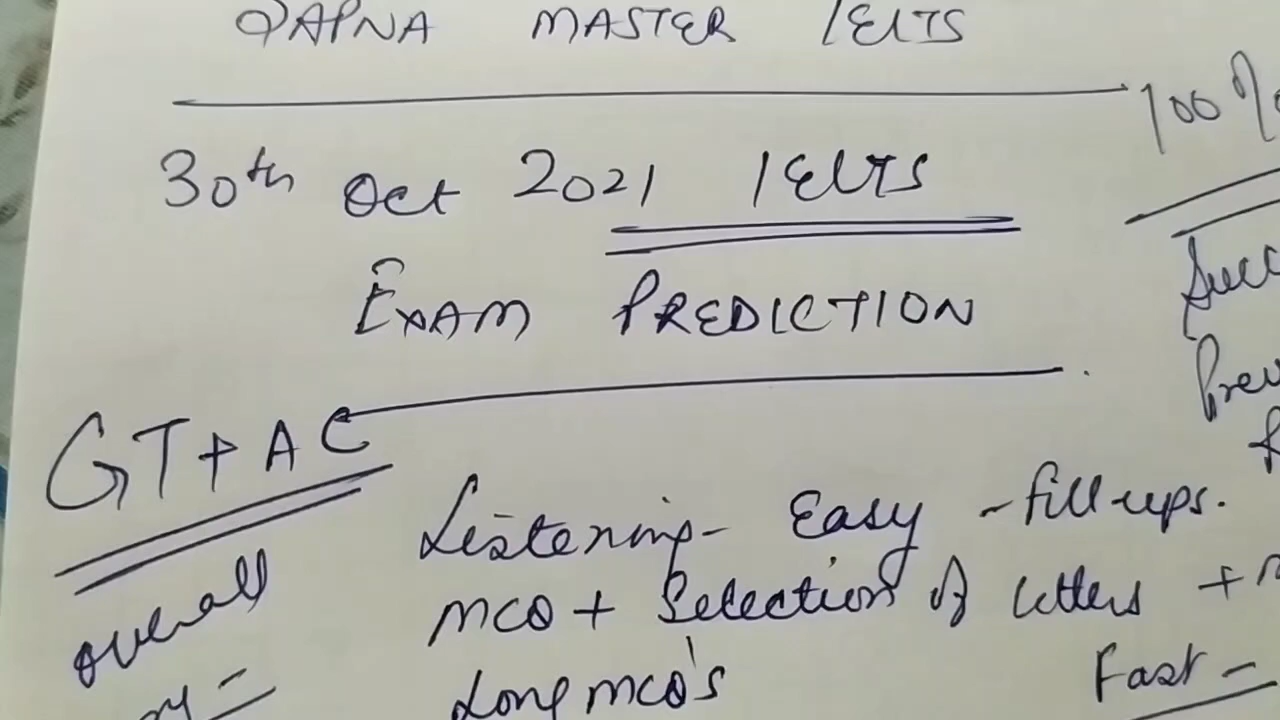 SAPNA MASTER IELTS
100%
30th Oct 2021 IELTS
EXAM PREDICTION
GT+AC
Listening- Easy -fill-ups.
MCQ + Selection of letters +
overall
Long MCQ's
Fast -